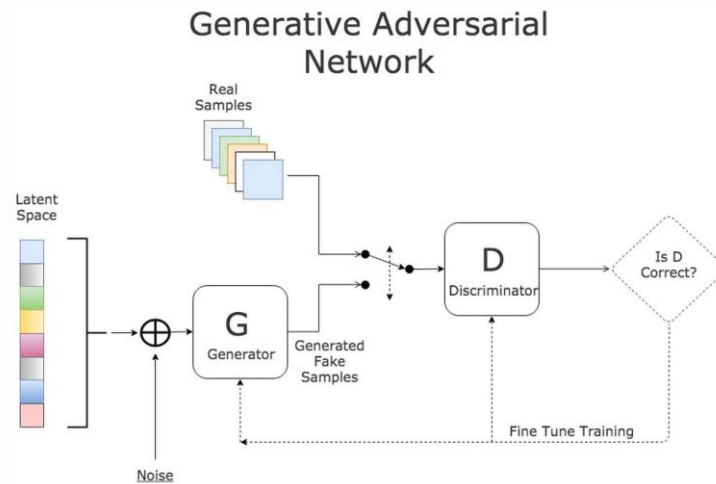 Generative Adversarial
Network
Real
Samples
Latent
Space
D
Discriminator
Is D
Correct?
G
Generator
Generated
Fake
Samples
Fine Tune Training
Noise